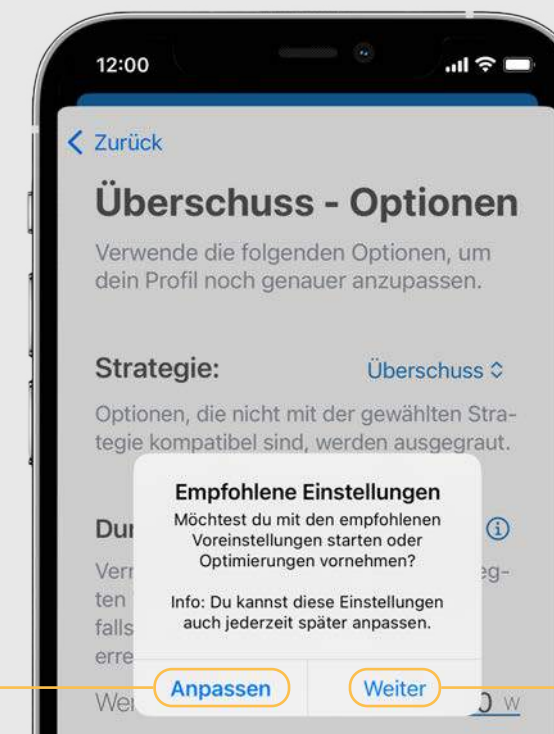 12:00
Zurück
Überschuss - Optionen
Verwende die folgenden Optionen, um
dein Profil noch genauer anzupassen.
Strategie: Überschuss
Optionen, die nicht mit der gewählten Stra-
tegie kompatibel sind, werden ausgegraut.
Empfohlene Einstellungen
Möchtest du mit den empfohlenen
Voreinstellungen starten oder
Optimierungen vornehmen?
Info: Du kannst diese Einstellungen
auch jederzeit später anpassen.
Anpassen Weiter
ten
falls
W